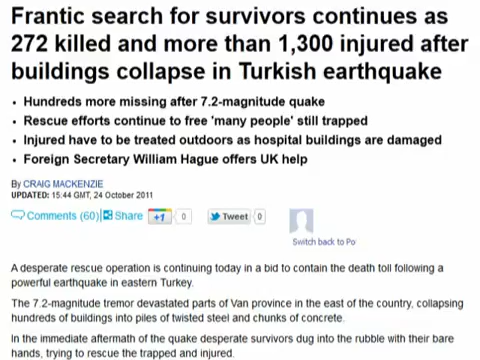 Frantic search for survivors continues as
272 killed and more than 1,300 injured after
buildings collapse in Turkish earthquake
• Hundreds more missing after 7.2-magnitude quake
• Rescue efforts continue to free 'many people' still trapped
• Injured have to be treated outdoors as hospital buildings are damaged
• Foreign Secretary William Hague offers UK help
By CRAIG MACKENZIE
UPDATED: 15:44 GMT, 24 October 2011
Comments (60) Share +1 0 Tweet 0
Switch back to Po
A desperate rescue operation is continuing today in a bid to contain the death toll following a
powerful earthquake in eastern Turkey.
The 7.2-magnitude tremor devastated parts of Van province in the east of the country, collapsing
hundreds of buildings into piles of twisted steel and chunks of concrete.
In the immediate aftermath of the quake desperate survivors dug into the rubble with their bare
hands, trying to rescue the trapped and injured.